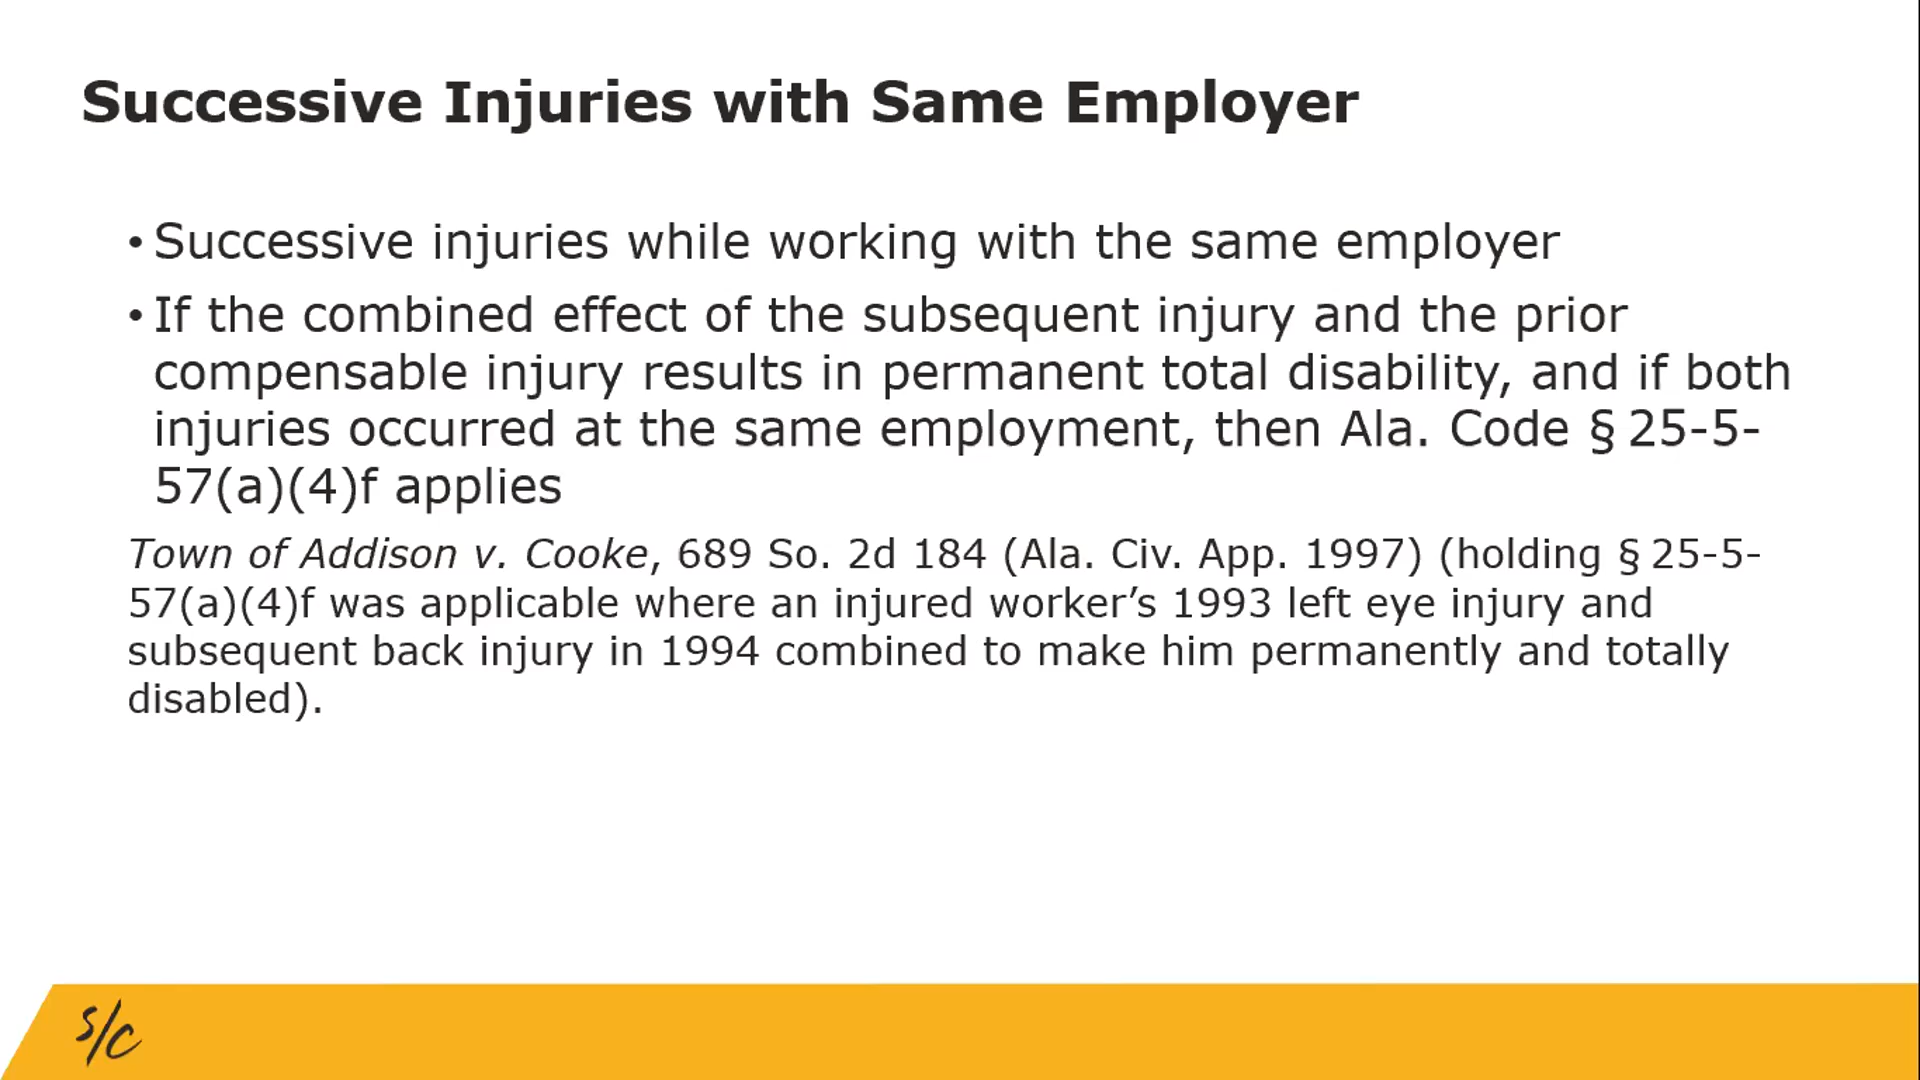 Successive Injuries with Same Employer
• Successive injuries while working with the same employer
• If the combined effect of the subsequent injury and the prior
compensable injury results in permanent total disability, and if both
injuries occurred at the same employment, then Ala. Code § 25-5-
57(a)(4)f applies
Town of Addison v. Cooke, 689 So. 2d 184 (Ala. Civ. App. 1997) (holding § 25-5-
57(a)(4)f was applicable where an injured worker’s 1993 left eye injury and
subsequent back injury in 1994 combined to make him permanently and totally
disabled).
S/C